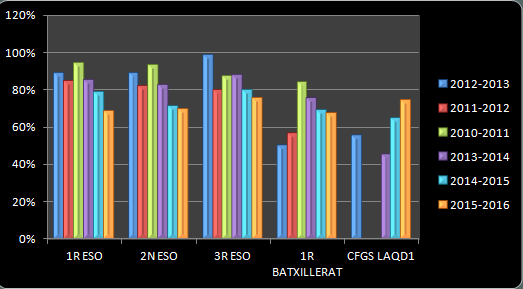 120%
100%
80%
60%
40%
20%
0%
1R ESO
2N ESO
3R ESO
1R
BATXILLERAT
CFGS LAQD1
2012-2013
2011-2012
2010-2011
2013-2014
2014-2015
2015-2016